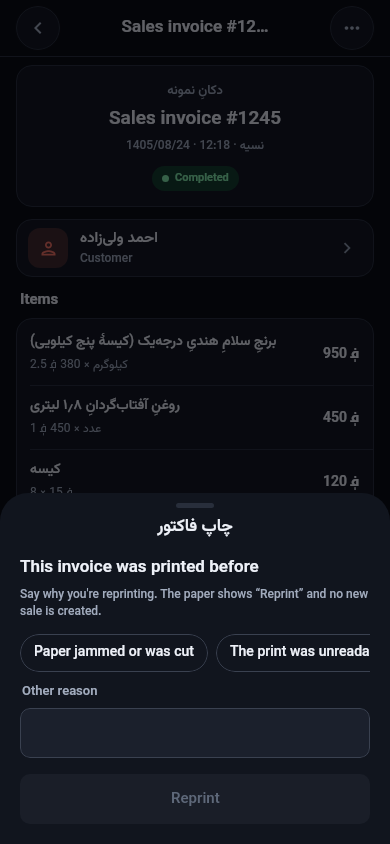 Sales invoice #12…
دکانِ نمونه
Sales invoice #1245
1405/08/24 · 12:18 · نسیه
Completed
احمد ولی‌زاده
Customer
Items
برنجِ سلامِ هندیِ درجه‌یک (کیسهٔ پنج کیلویی)
950 ؋
2.5 کیلوگرم × 380 ؋
روغنِ آفتاب‌گردانِ ۱٫۸ لیتری
450 ؋
1 عدد × 450 ؋
کیسه
120 ؋
8 × 15 ؋
چاپ فاکتور
This invoice was printed before
Say why you're reprinting. The paper shows “Reprint” and no new
sale is created.
Paper jammed or was cut
The print was unreada
Other reason
Reprint